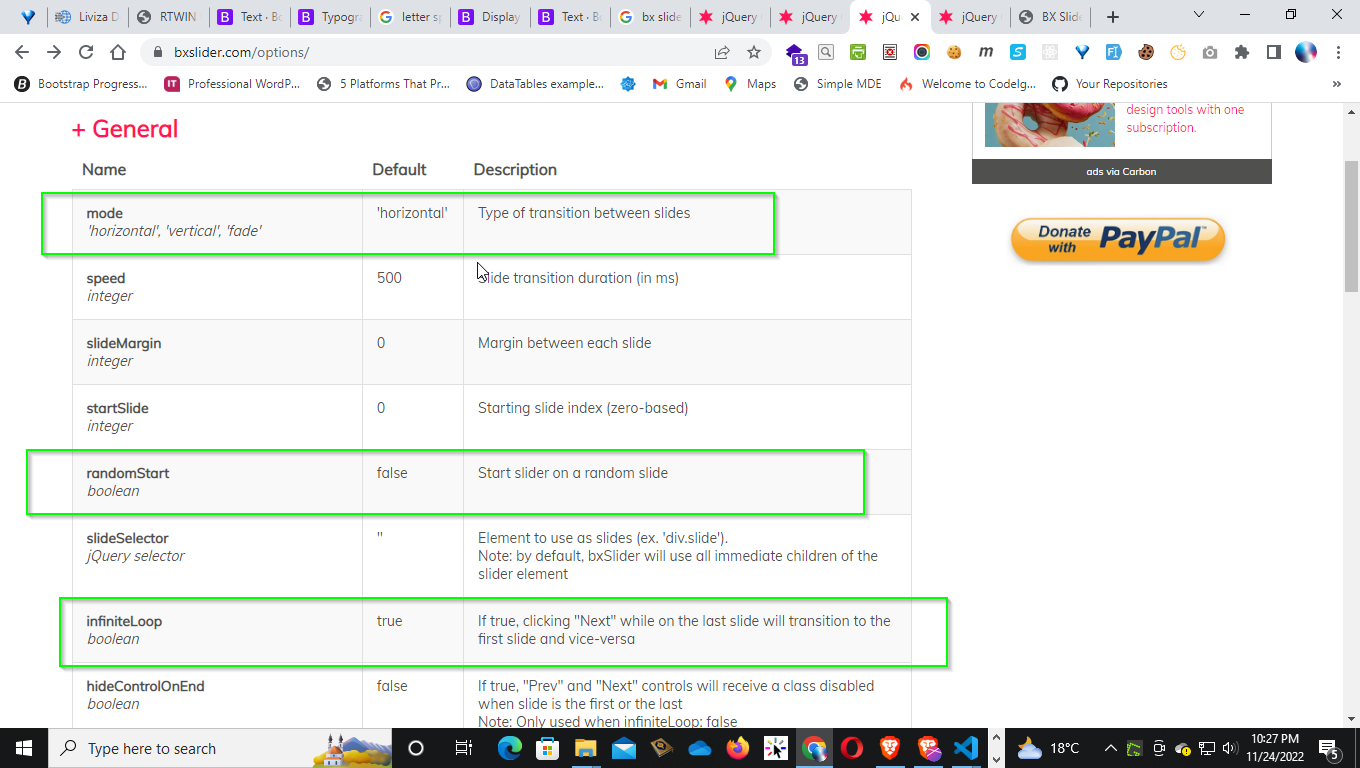 Liviza D
RTWIN
Text · Bo
Typogra
letter sp
Display
Text · Bo
bx slide
jQuery
jQuery
jQu
jQuery
BX Slide
bxslider.com/options/
13
Bootstrap Progress...
Professional WordP...
5 Platforms That Pr...
DataTables example...
Gmail
Maps
Simple MDE
Welcome to CodeIg...
Your Repositories
»
+ General
design tools with one
subscription.
ads via Carbon
Donate
with
PayPal™
Name Default Description
mode 'horizontal' Type of transition between slides
'horizontal', 'vertical', 'fade'
speed 500 Slide transition duration (in ms)
integer
slideMargin 0 Margin between each slide
integer
startSlide 0 Starting slide index (zero-based)
integer
randomStart false Start slider on a random slide
boolean
slideSelector '' Element to use as slides (ex. 'div.slide').
jQuery selector Note: by default, bxSlider will use all immediate children of the
slider element
infiniteLoop true If true, clicking "Next" while on the last slide will transition to the
boolean first slide and vice-versa
hideControlOnEnd false If true, "Prev" and "Next" controls will receive a class disabled
boolean when slide is the first or the last
Note: Only used when infiniteLoop: false
Type here to search
18°C
10:27 PM
11/24/2022
5